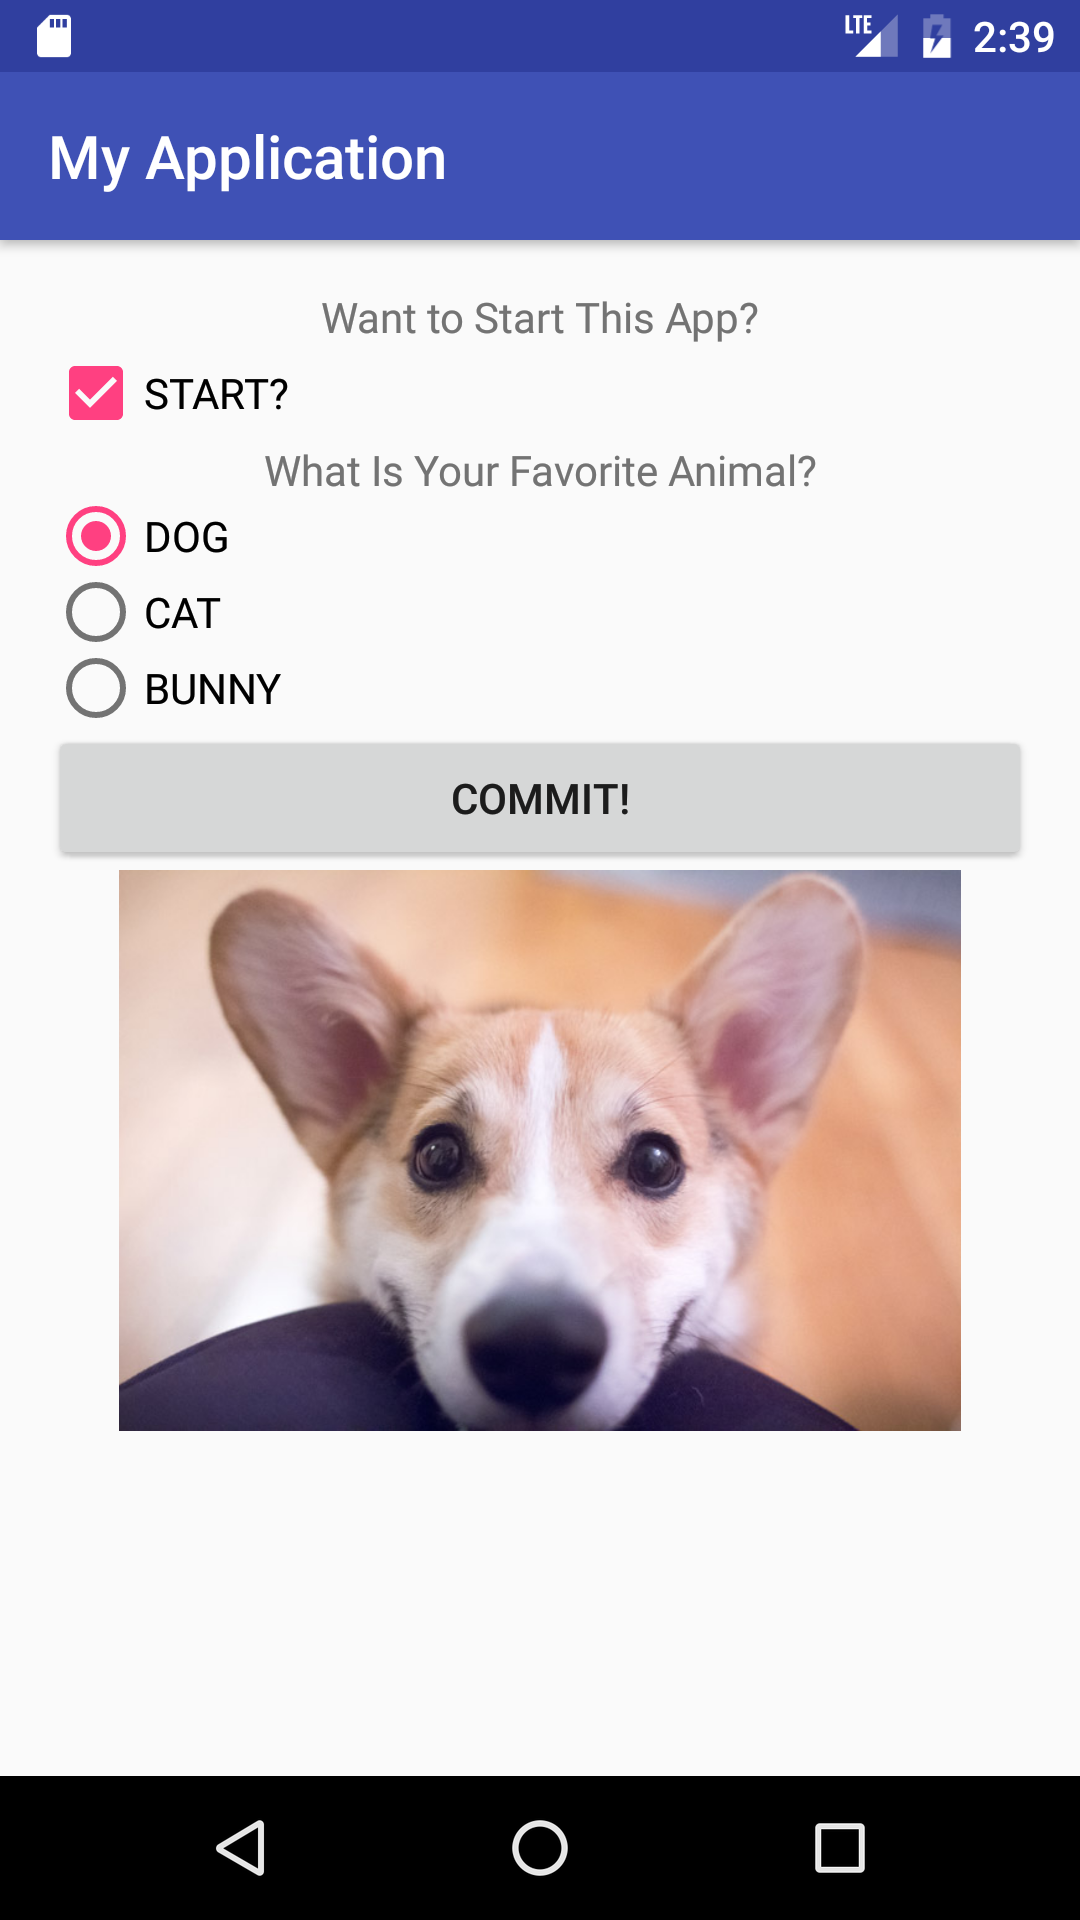 LTE 2:39
My Application
Want to Start This App?
START?
What Is Your Favorite Animal?
DOG
CAT
BUNNY
COMMIT!